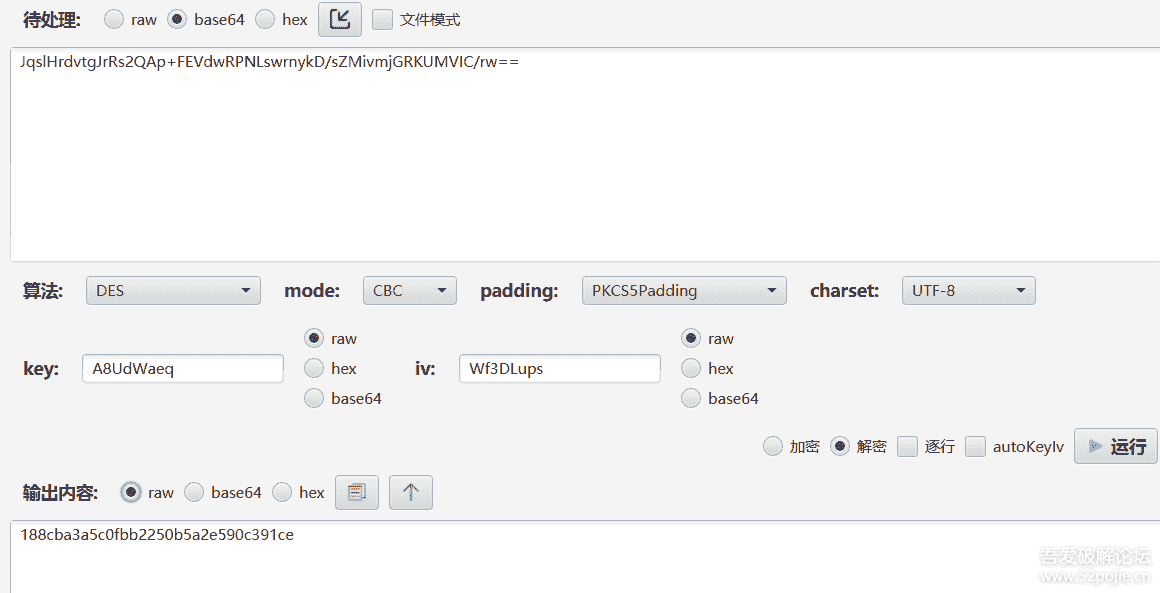 待处理: raw base64 hex 文件模式
JqslHrdvtgJrRs2QAp+FEVdwRPNLswrnykD/sZMivmjGRKUMVIC/rw==
算法: DES mode: CBC padding: PKCS5Padding charset: UTF-8
raw raw
key: A8UdWaeq hex iv: Wf3DLups hex
base64 base64
加密 解密 逐行 autoKeyIv 运行
输出内容: raw base64 hex
188cba3a5c0fbb2250b5a2e590c391ce
吾爱破解论坛
www.52pojie.cn